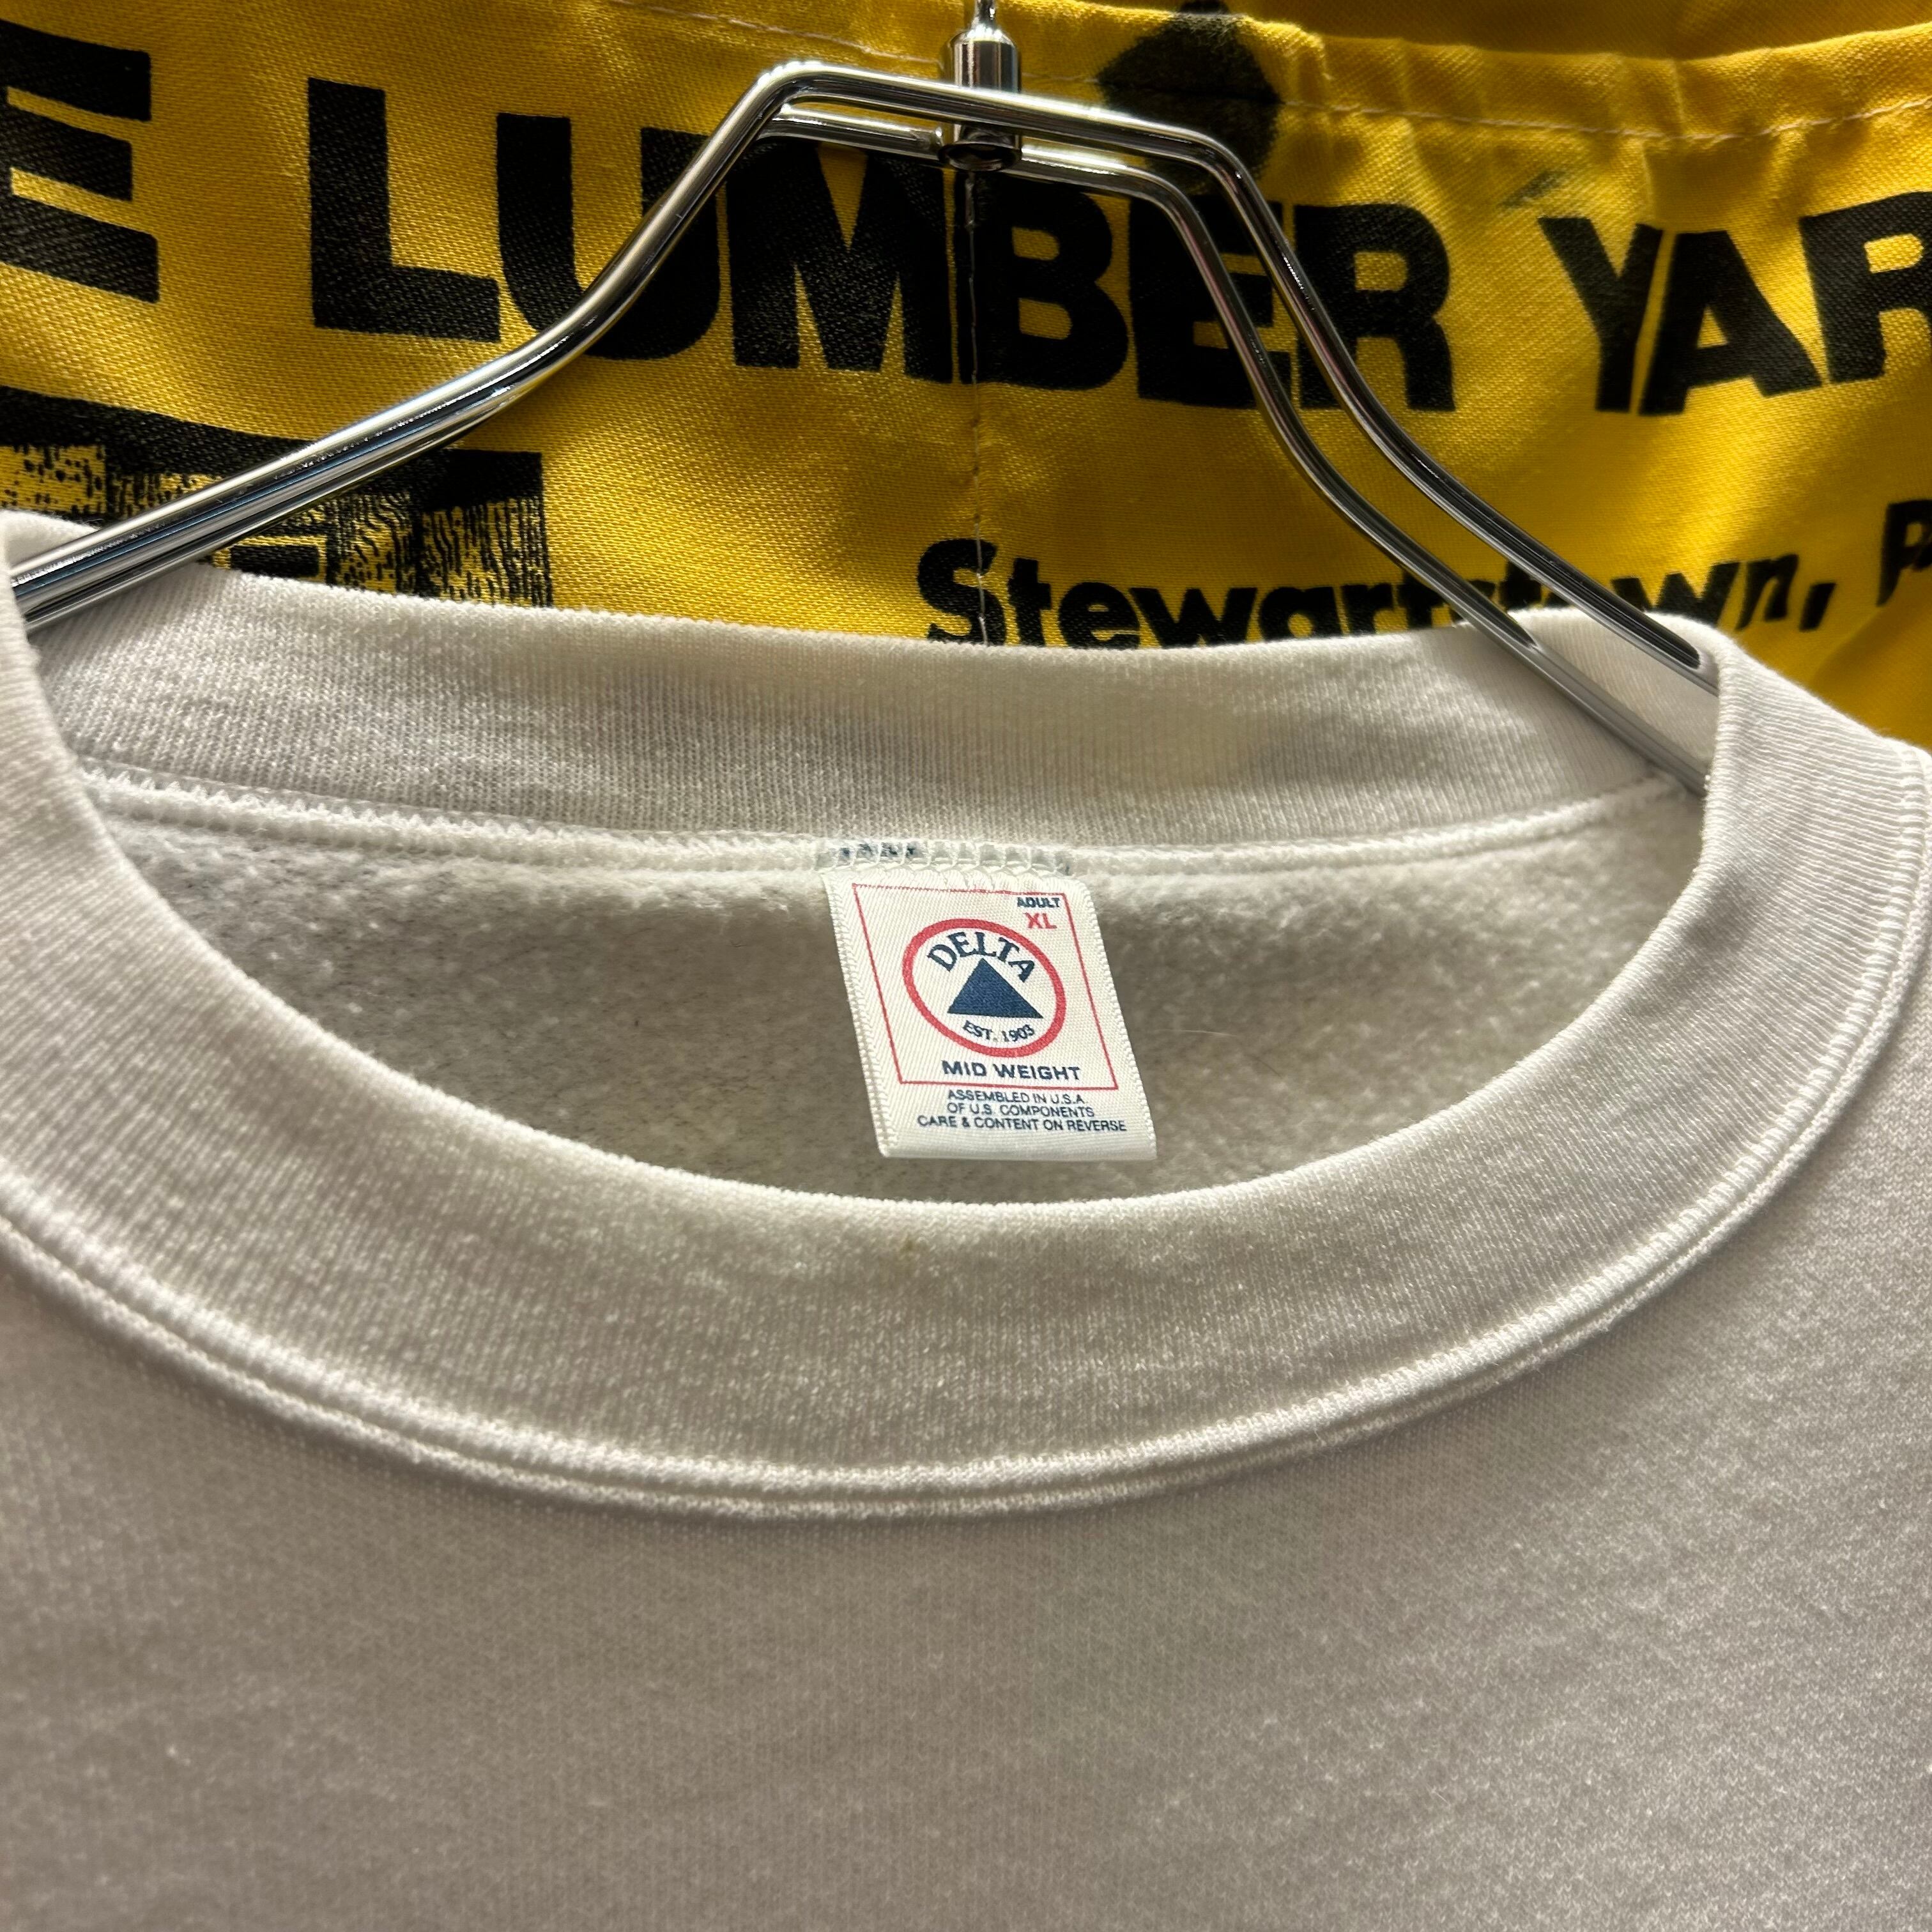 E LUMBER YAR
Stewartstown, P
ADULT
XL
DELTA
EST. 1903
MID WEIGHT
ASSEMBLED IN U.S.A.
OF U.S. COMPONENTS
CARE & CONTENT ON REVERSE